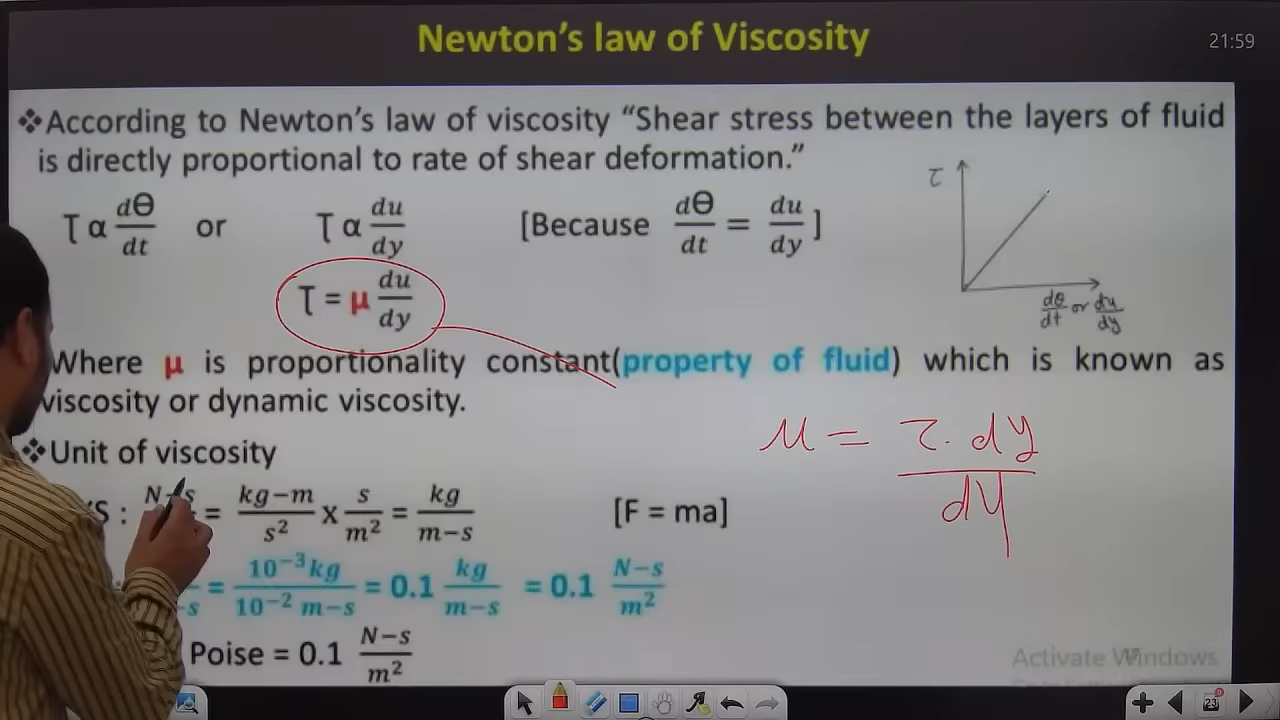 Newton's law of Viscosity
21:59
❖According to Newton's law of viscosity "Shear stress between the layers of fluid
is directly proportional to rate of shear deformation."
τ α dθ/dt or τ α du/dy [Because dθ/dt = du/dy]
τ
τ = μ du/dy
dθ/dt or du/dy
Where μ is proportionality constant(property of fluid) which is known as
viscosity or dynamic viscosity.
μ = τ. dy / dy
❖Unit of viscosity
S : N-s = kg-m/s² x s/m² = kg/m-s [F = ma]
-s = 10⁻³kg/10⁻² m-s = 0.1 kg/m-s = 0.1 N-s/m²
Poise = 0.1 N-s/m²
Activate Windows
23